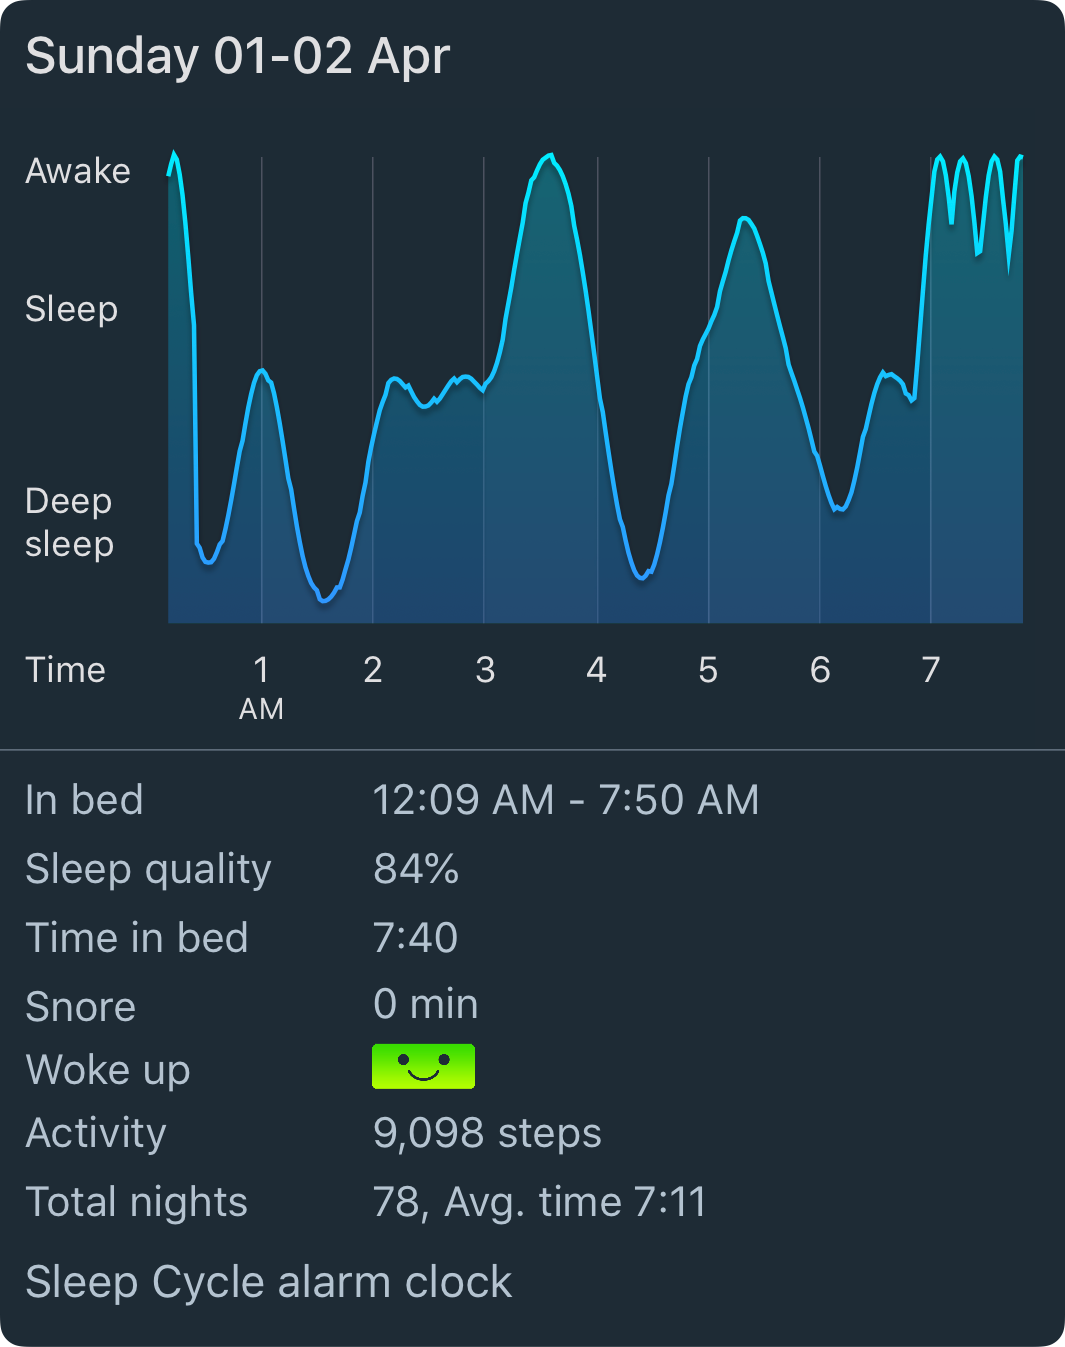 Sunday 01-02 Apr
Awake
Sleep
Deep
sleep
Time 1 2 3 4 5 6 7
AM
In bed 12:09 AM - 7:50 AM
Sleep quality 84%
Time in bed 7:40
Snore 0 min
Woke up
Activity 9,098 steps
Total nights 78, Avg. time 7:11
Sleep Cycle alarm clock